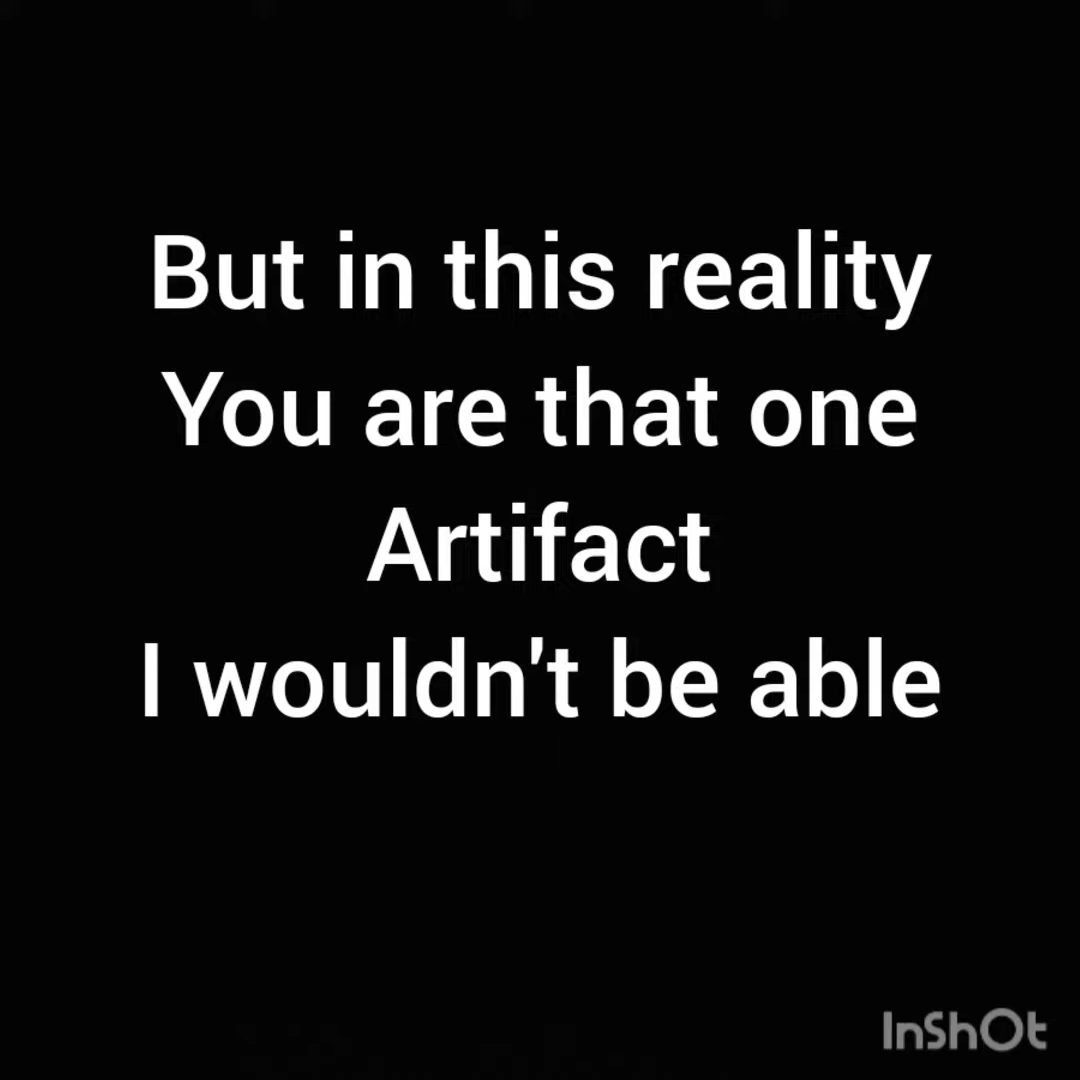 But in this reality
You are that one
Artifact
I wouldn't be able
InShOt